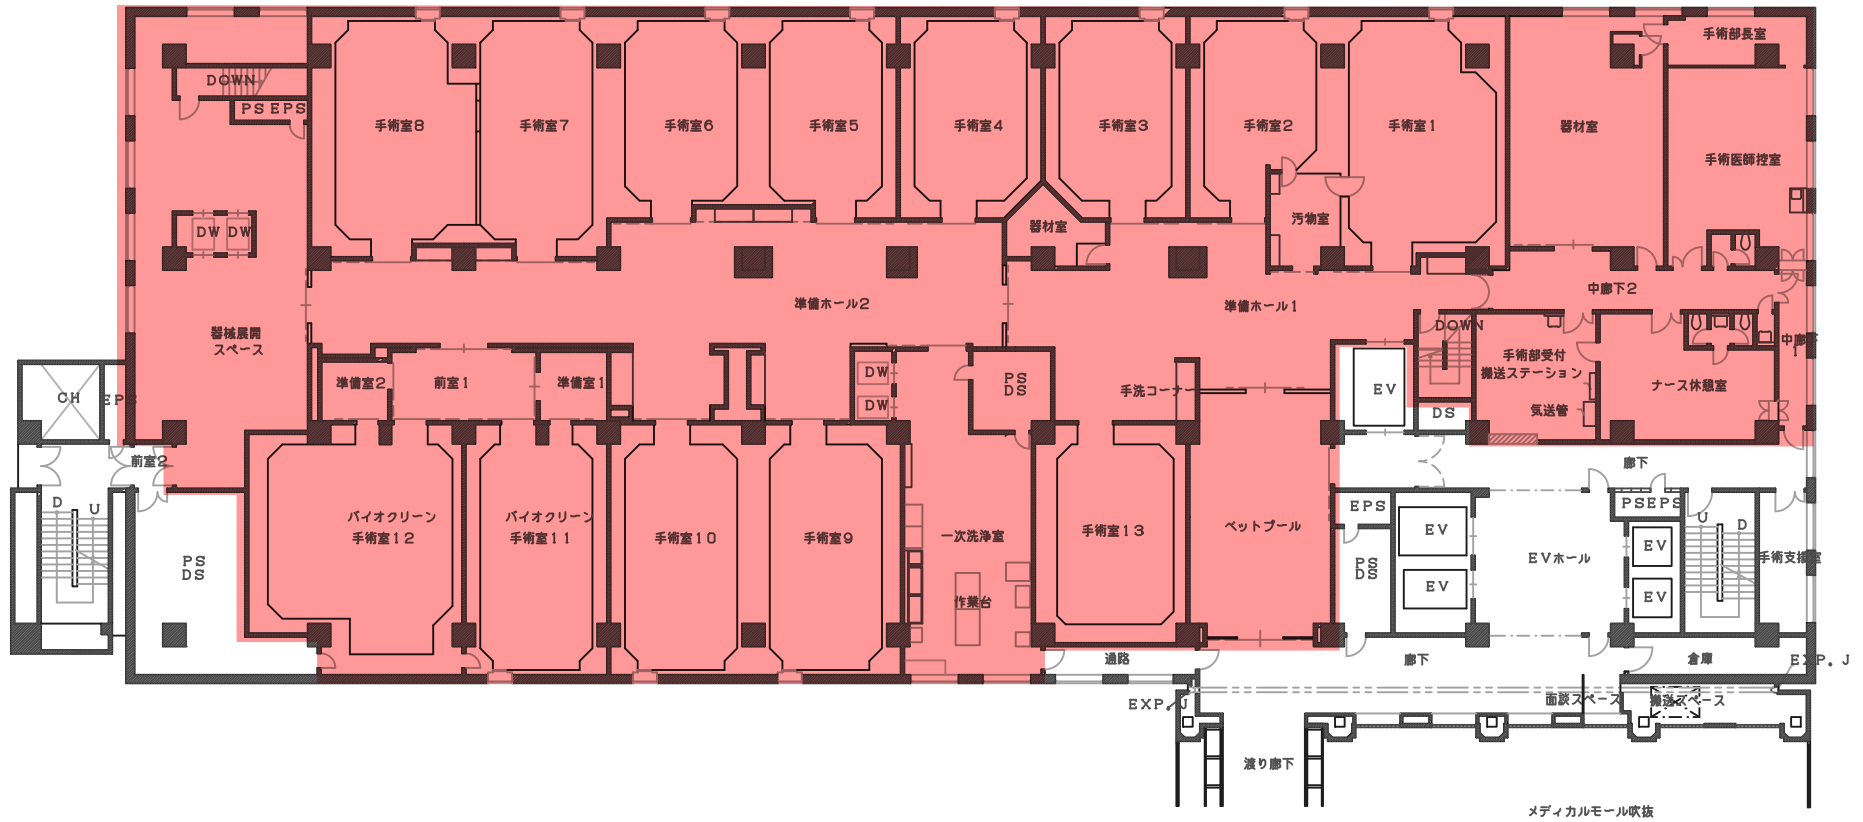 手術部長室
DOWN
PS EPS
手術室8
手術室7
手術室6
手術室5
手術室4
手術室3
手術室2
手術室1
器材室
手術医師控室
汚物室
器材室
DW
DW
中廊下2
準備ホール2
準備ホール1
DOWN
器械展開
スペース
中廊下
1
手術部受付
搬送ステーション
準備室2
前室1
準備室1
DW
PS
DS
手洗コーナー
EV
ナース休憩室
CH
EPS
DW
気送管
DS
前室2
廊下
D
U
PSEPS
EPS
バイオクリーン
手術室12
バイオクリーン
手術室11
手術室10
手術室9
一次洗浄室
手術室13
ベットプール
EV
U
D
EV
EVホール
手術支援室
PS
DS
PS
DS
EV
EV
作業台
通路
廊下
倉庫
EXP.J
EXP.J
面談スペース
搬送スペース
渡り廊下
メディカルモール吹抜